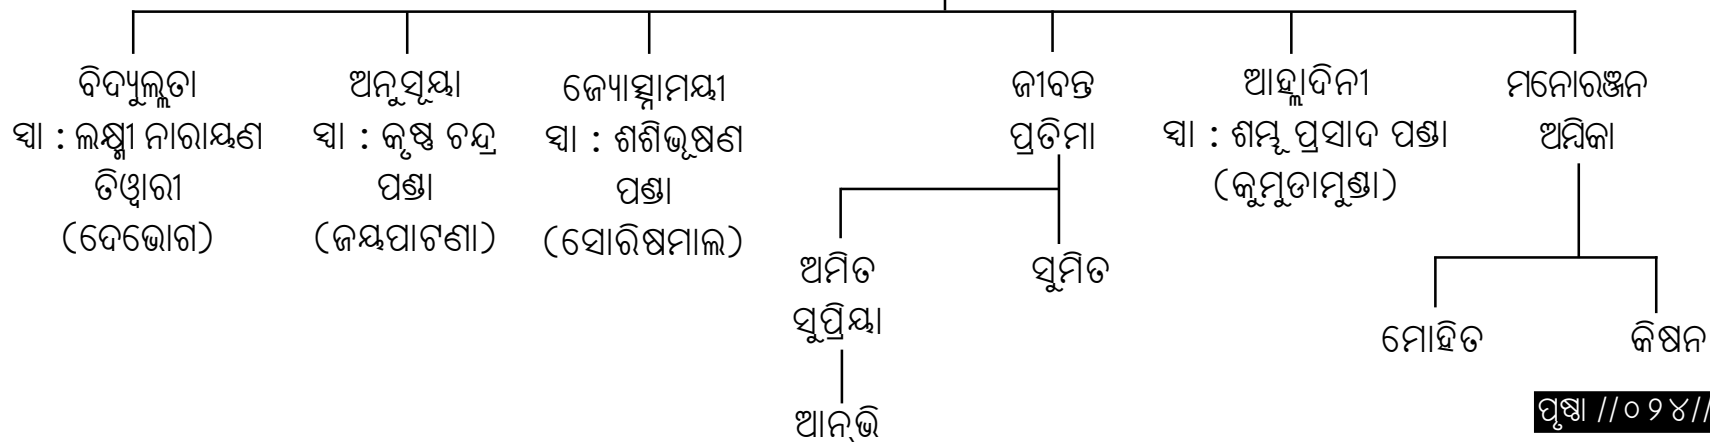 ବିଦ୍ୟୁଲ୍ଲତା
ସ୍ୱା : ଲକ୍ଷ୍ମୀ ନାରାୟଣ
ତିୱାରୀ
(ଦେଭୋଗ)
ଅନୁସୂୟା
ସ୍ୱା : କୃଷ୍ଣ ଚନ୍ଦ୍ର
ପଣ୍ଡା
(ଜୟପାଟଣା)
ଜ୍ୟୋତ୍ସ୍ନାମୟୀ
ସ୍ୱା : ଶଶିଭୂଷଣ
ପଣ୍ଡା
(ସୋରିଷମାଲ)
ଜୀବନ୍ତ
ପ୍ରତିମା
ଆହ୍ଲାଦିନୀ
ସ୍ୱା : ଶମ୍ଭୂ ପ୍ରସାଦ ପଣ୍ଡା
(କୁମୁଡାମୁଣ୍ଡା)
ମନୋରଞ୍ଜନ
ଅମ୍ବିକା
ଅମିତ
ସୁପ୍ରିୟା
ସୁମିତ
ମୋହିତ
କିଷନ
ଆନ୍‌ଭି
ପୃଷ୍ଠା //୦୨୪//